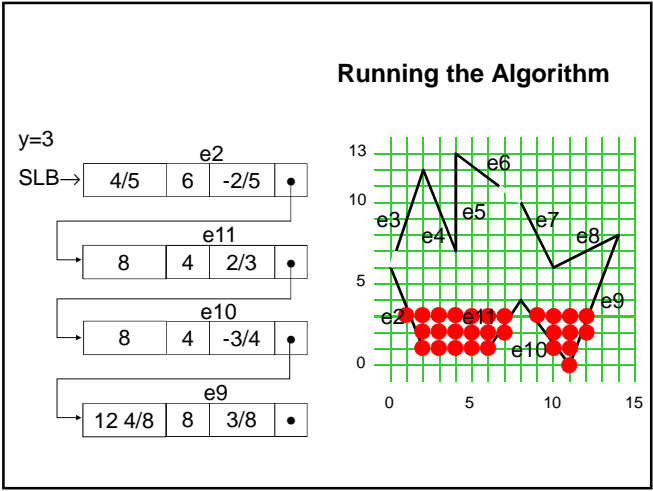 Running the Algorithm
y=3
e2
SLB→ 4/5 6 -2/5
e11
8 4 2/3
e10
8 4 -3/4
e9
12 4/8 8 3/8
13
10
5
0
0 5 10 15
e6
e3
e5
e4
e7
e8
e9
e2
e11
e10